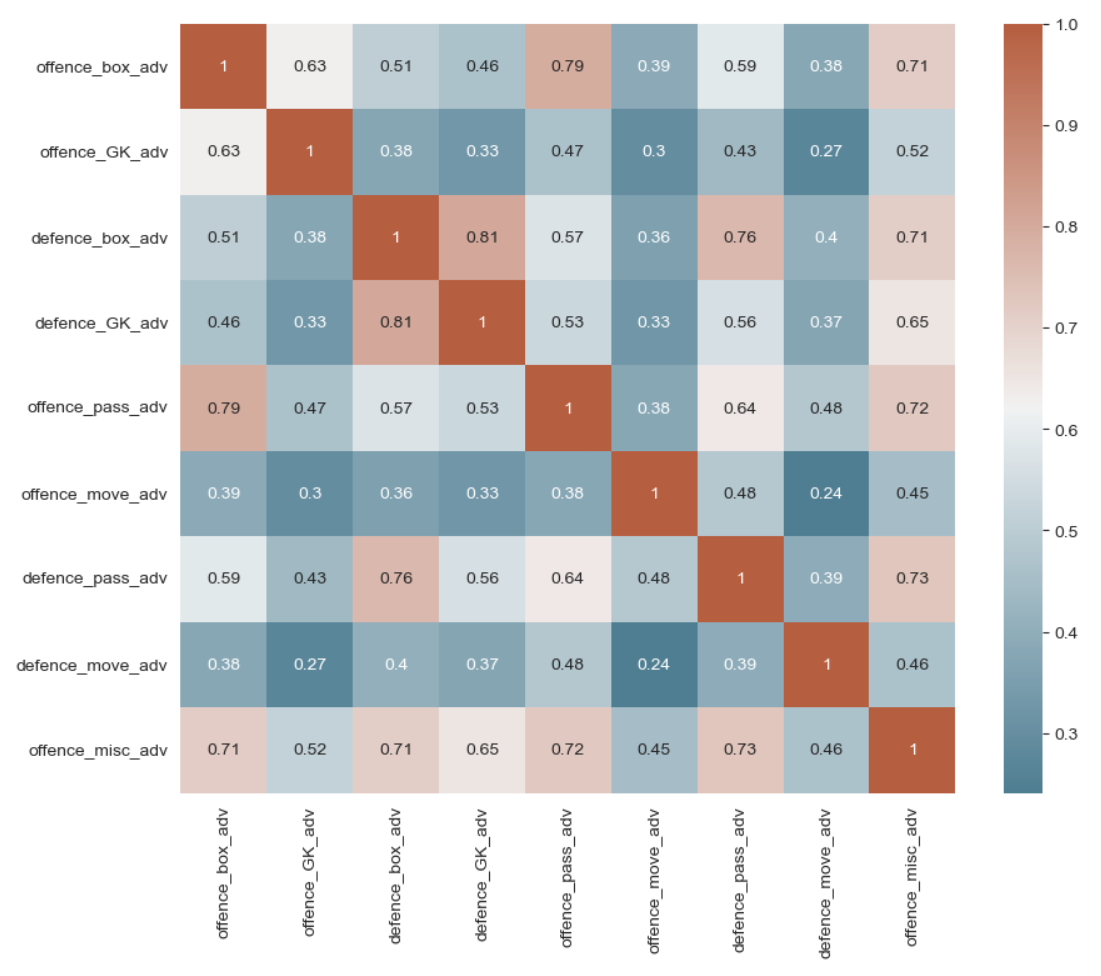 offence_box_adv 1 0.63 0.51 0.46 0.79 0.39 0.59 0.38 0.71
offence_GK_adv 0.63 1 0.38 0.33 0.47 0.3 0.43 0.27 0.52
defence_box_adv 0.51 0.38 1 0.81 0.57 0.36 0.76 0.4 0.71
defence_GK_adv 0.46 0.33 0.81 1 0.53 0.33 0.56 0.37 0.65
offence_pass_adv 0.79 0.47 0.57 0.53 1 0.38 0.64 0.48 0.72
offence_move_adv 0.39 0.3 0.36 0.33 0.38 1 0.48 0.24 0.45
defence_pass_adv 0.59 0.43 0.76 0.56 0.64 0.48 1 0.39 0.73
defence_move_adv 0.38 0.27 0.4 0.37 0.48 0.24 0.39 1 0.46
offence_misc_adv 0.71 0.52 0.71 0.65 0.72 0.45 0.73 0.46 1
offence_box_adv
offence_GK_adv
defence_box_adv
defence_GK_adv
offence_pass_adv
offence_move_adv
defence_pass_adv
defence_move_adv
offence_misc_adv
1.0
0.9
0.8
0.7
0.6
0.5
0.4
0.3